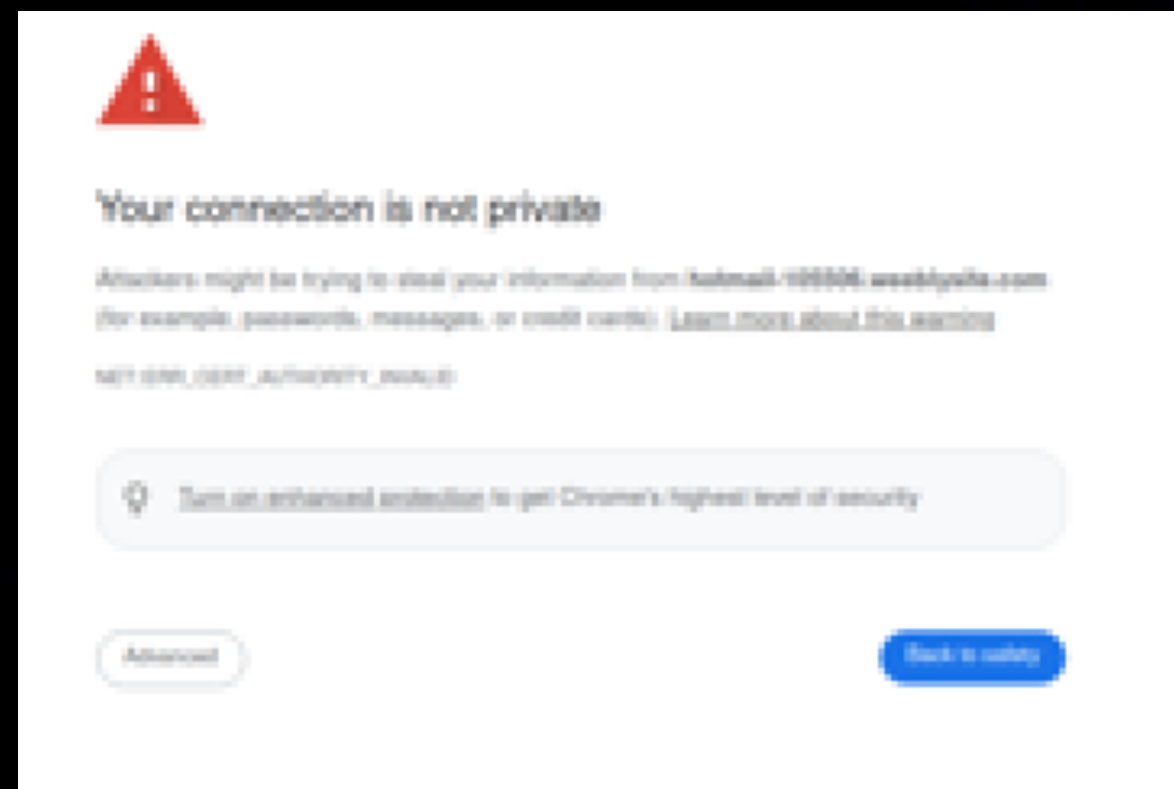 Your connection is not private
Attackers might be trying to steal your information from weeblysite.com
(for example, passwords, messages, or credit cards). Learn more about this warning
NET::ERR_CERT_AUTHORITY_INVALID
Turn on enhanced protection to get Chrome's highest level of security
Advanced
Back to safety